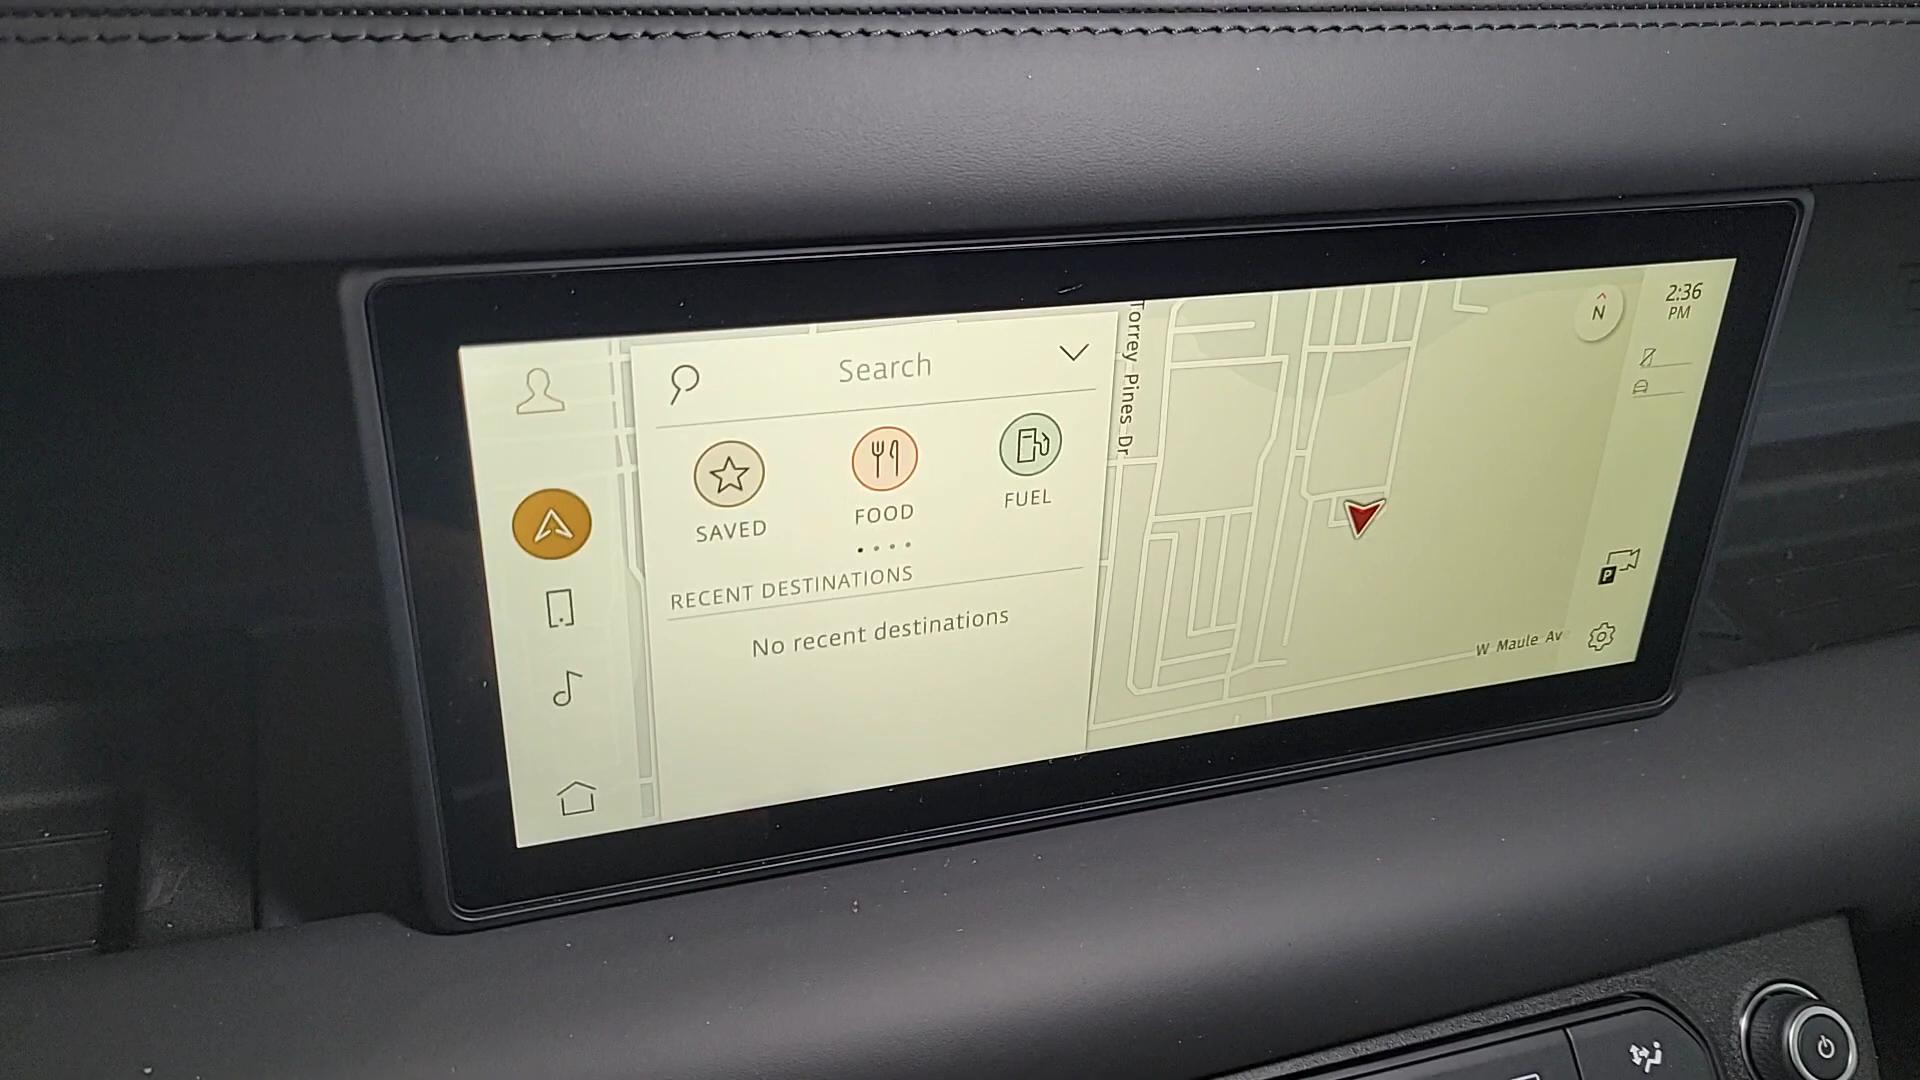 Search
SAVED
FOOD
FUEL
RECENT DESTINATIONS
No recent destinations
Torrey Pines Dr
W Maule Av
N
2:36
PM
P